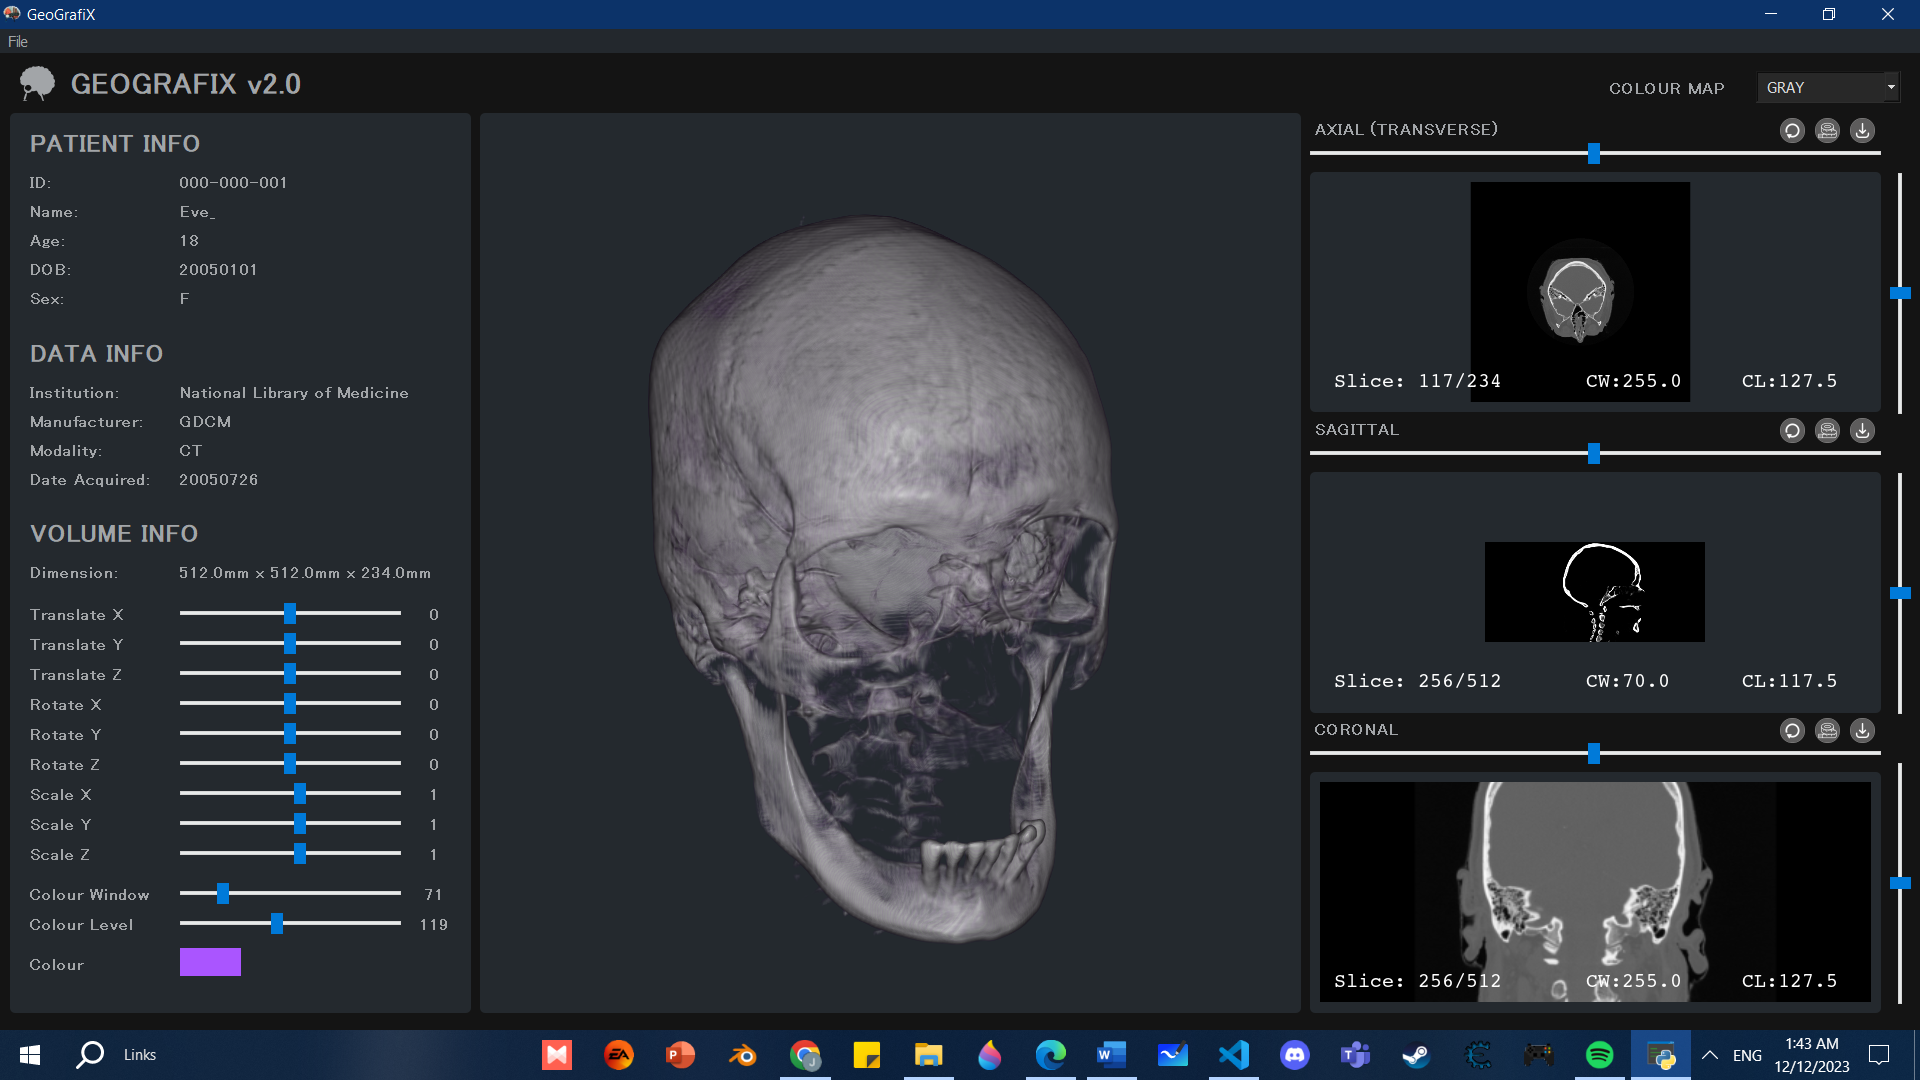 GeoGrafiX
File
GEOGRAFIX v2.0
COLOUR MAP GRAY
PATIENT INFO
ID: 000-000-001
Name: Eve_
Age: 18
DOB: 20050101
Sex: F
DATA INFO
Institution: National Library of Medicine
Manufacturer: GDCM
Modality: CT
Date Acquired: 20050726
VOLUME INFO
Dimension: 512.0mm x 512.0mm x 234.0mm
Translate X 0
Translate Y 0
Translate Z 0
Rotate X 0
Rotate Y 0
Rotate Z 0
Scale X 1
Scale Y 1
Scale Z 1
Colour Window 71
Colour Level 119
Colour
AXIAL (TRANSVERSE)
Slice: 117/234 CW:255.0 CL:127.5
SAGITTAL
Slice: 256/512 CW:70.0 CL:117.5
CORONAL
Slice: 256/512 CW:255.0 CL:127.5
Links
EA
P
J
W
ENG
1:43 AM
12/12/2023